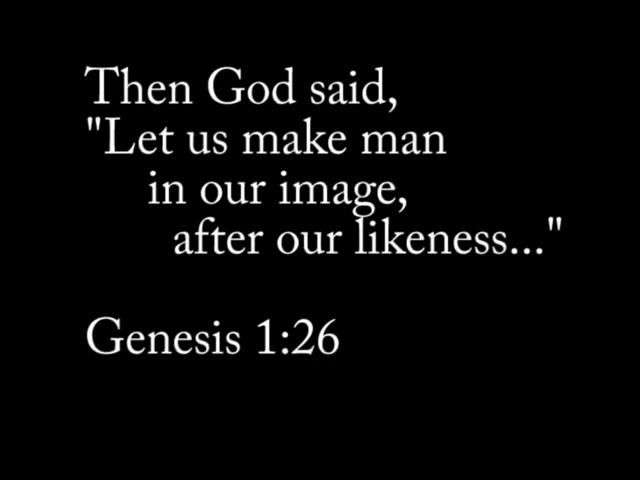 Then God said,
"Let us make man
in our image,
after our likeness..."
Genesis 1:26